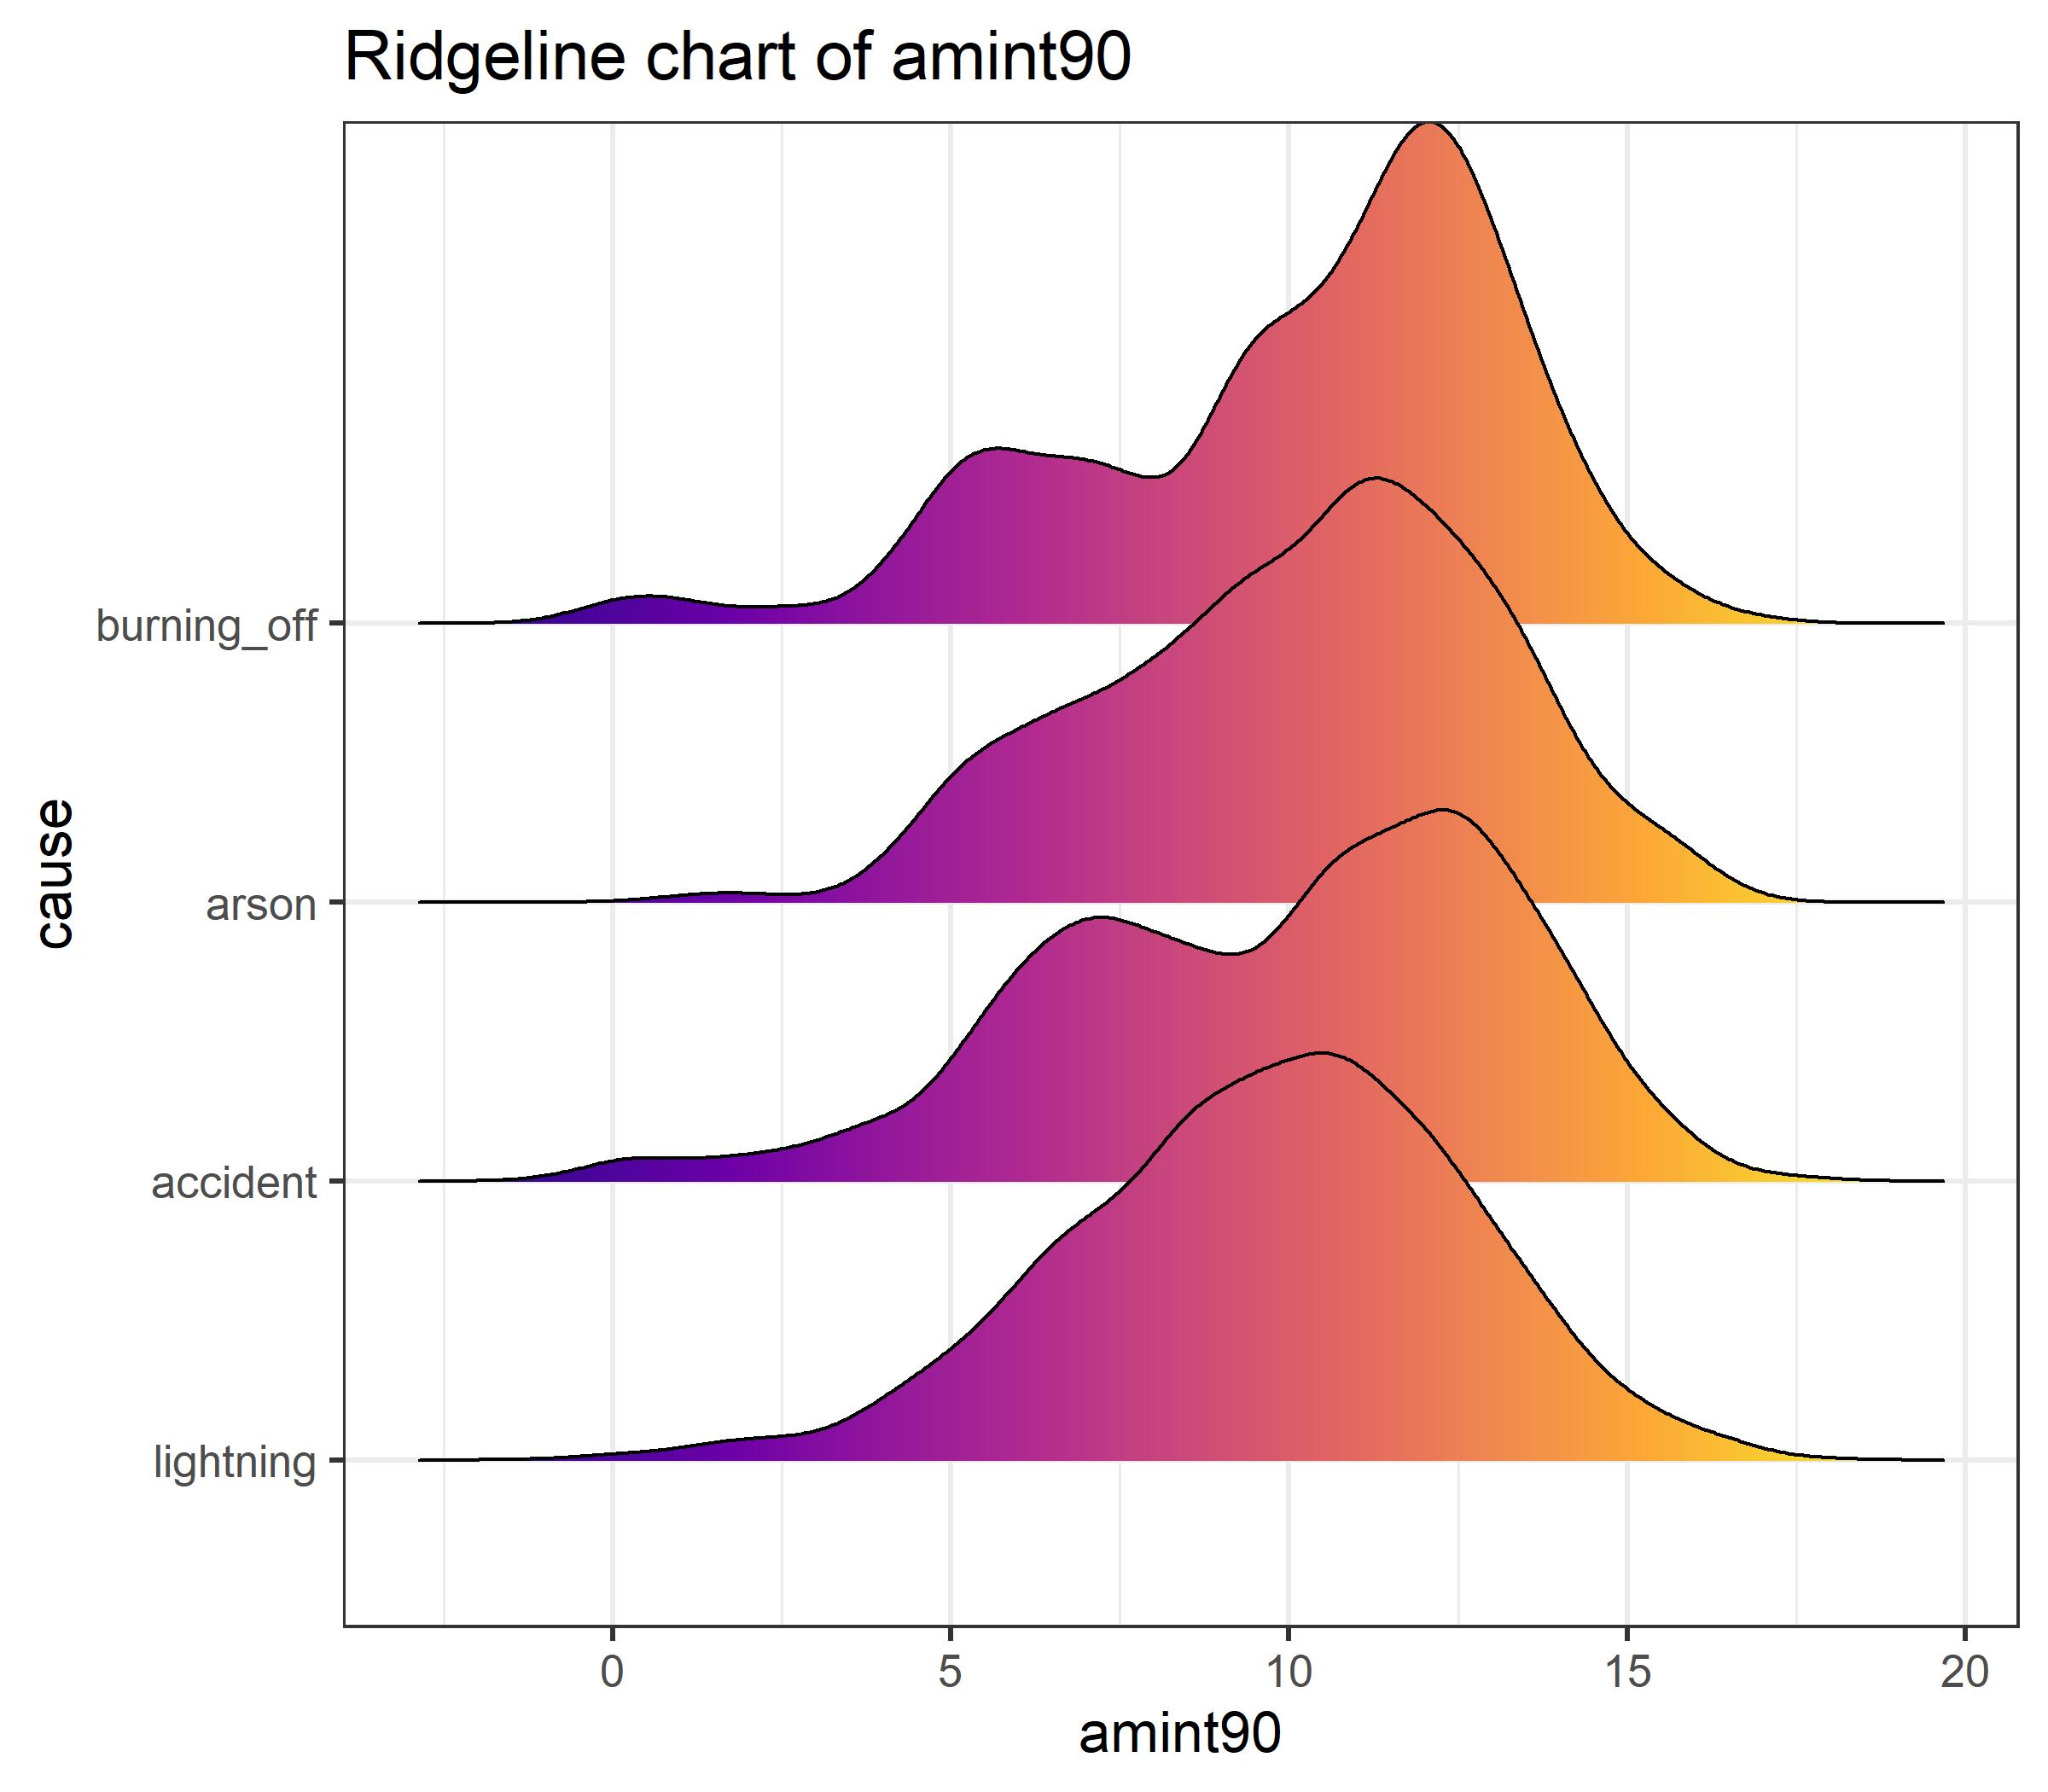 Ridgeline chart of amint90
burning_off
arson
accident
lightning
cause
0 5 10 15 20
amint90